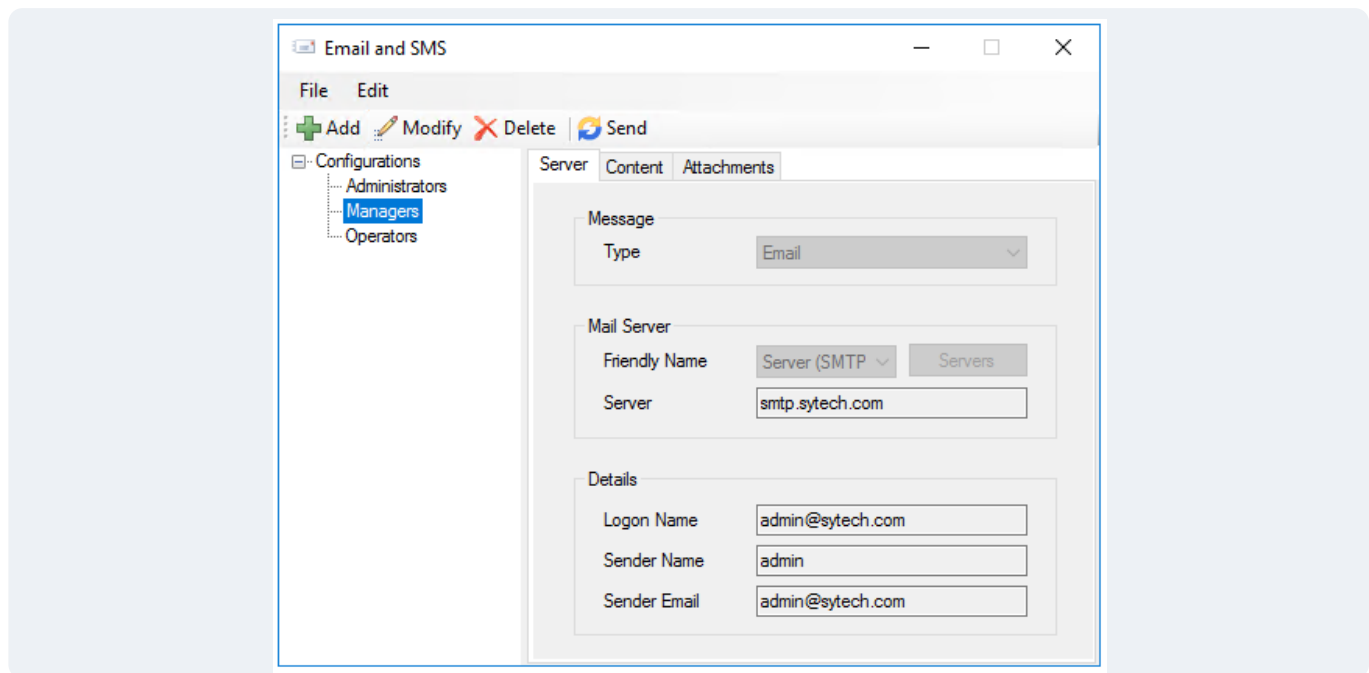 Email and SMS
File Edit
Add Modify Delete Send
Configurations
Administrators
Managers
Operators
Server Content Attachments
Message
Type Email
Mail Server
Friendly Name Server (SMTP Servers
Server smtp.sytech.com
Details
Logon Name admin@sytech.com
Sender Name admin
Sender Email admin@sytech.com